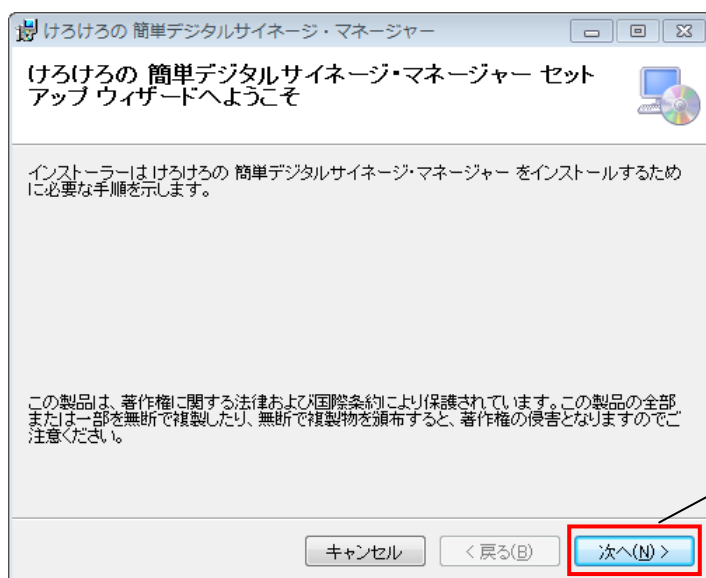 けろけろの 簡単デジタルサイネージ・マネージャー
けろけろの 簡単デジタルサイネージ・マネージャー セット
アップ ウィザードへようこそ
インストーラーは けろけろの 簡単デジタルサイネージ・マネージャー をインストールするため
に必要な手順を示します。
この製品は、著作権に関する法律および国際条約により保護されています。この製品の全部
または一部を無断で複製したり、無断で複製物を頒布すると、著作権の侵害となりますのでご
注意ください。
キャンセル
< 戻る(B)
次へ(N) >